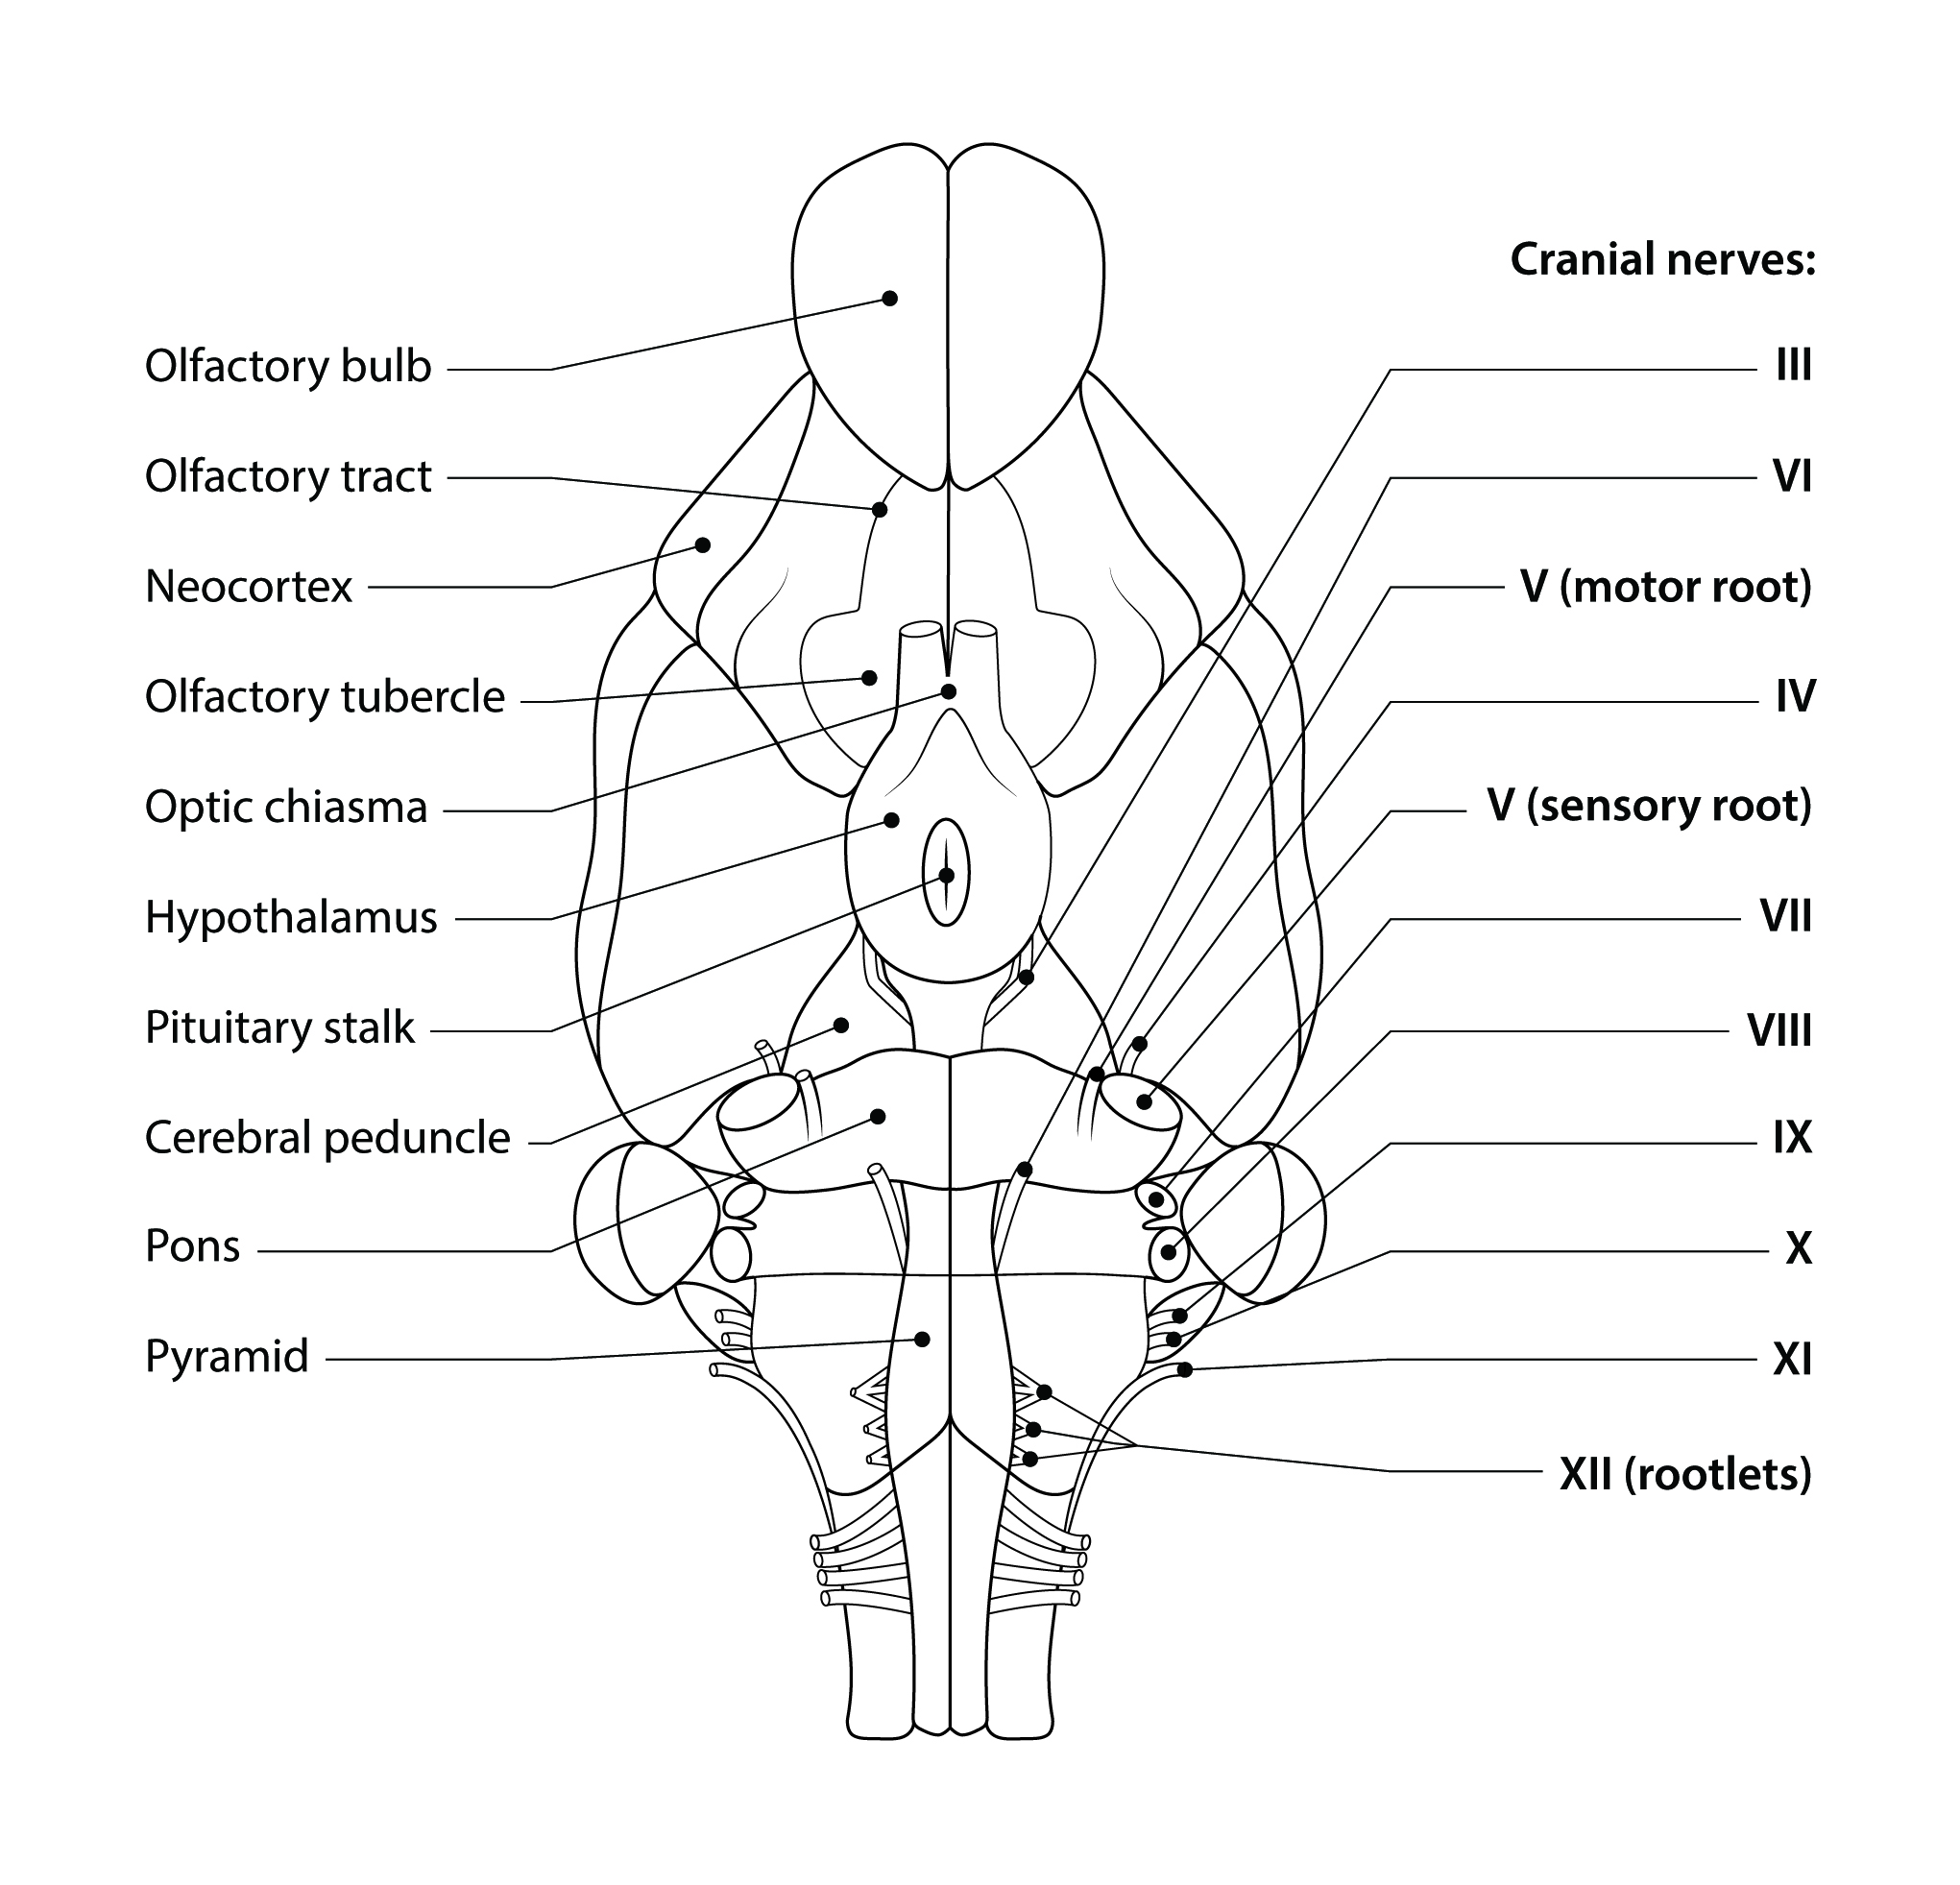 Olfactory bulb
Olfactory tract
Neocortex
Olfactory tubercle
Optic chiasma
Hypothalamus
Pituitary stalk
Cerebral peduncle
Pons
Pyramid
Cranial nerves:
III
VI
V (motor root)
IV
V (sensory root)
VII
VIII
IX
X
XI
XII (rootlets)